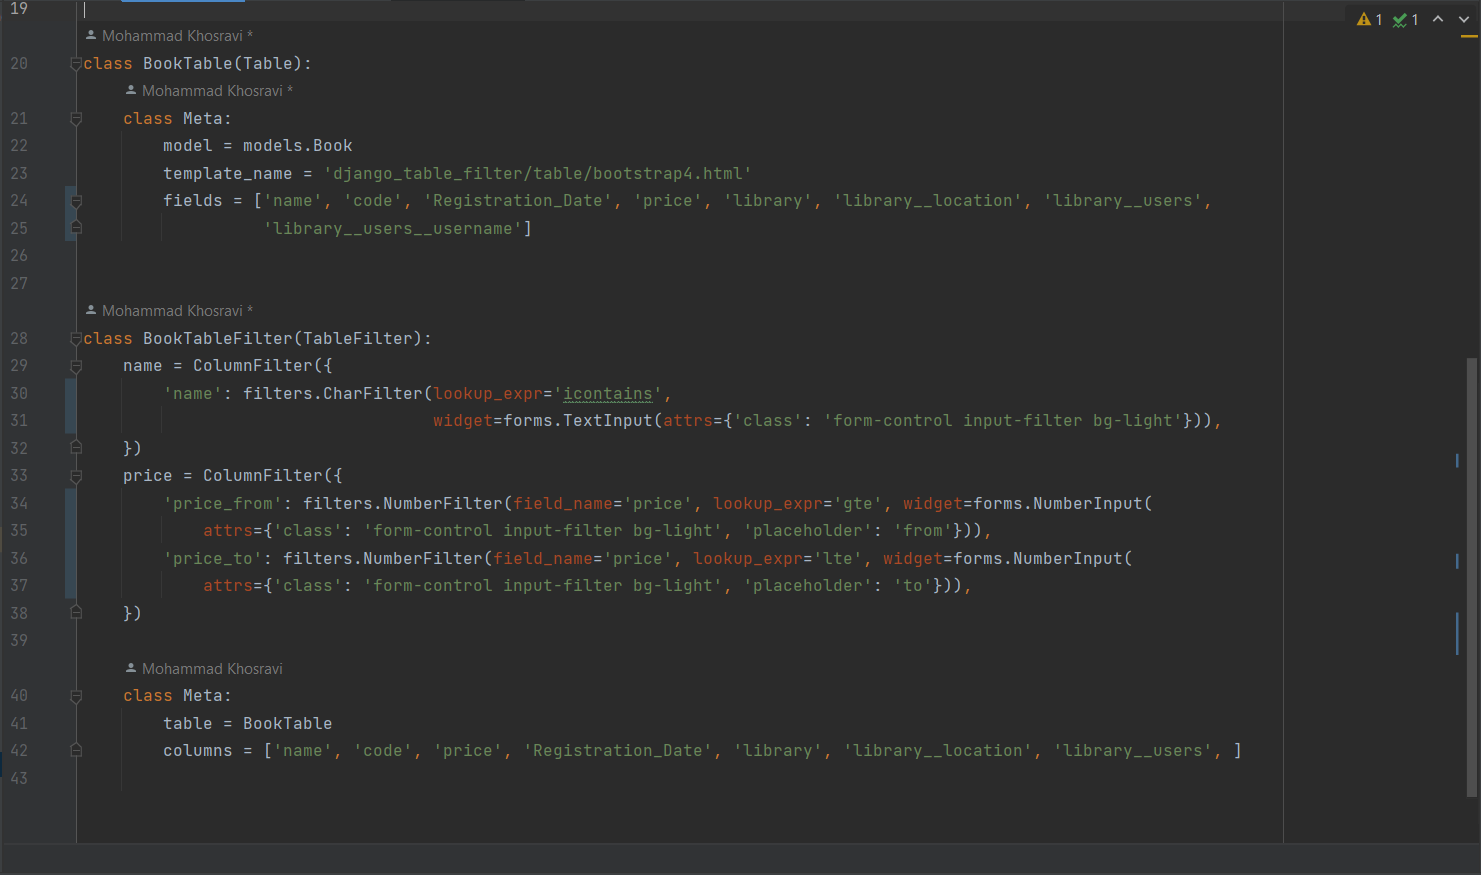 19
1 1
Mohammad Khosravi *
20 class BookTable(Table):
Mohammad Khosravi *
21 class Meta:
22 model = models.Book
23 template_name = 'django_table_filter/table/bootstrap4.html'
24 fields = ['name', 'code', 'Registration_Date', 'price', 'library', 'library__location', 'library__users',
25 'library__users__username']
26
27
Mohammad Khosravi *
28 class BookTableFilter(TableFilter):
29 name = ColumnFilter({
30 'name': filters.CharFilter(lookup_expr='icontains',
31 widget=forms.TextInput(attrs={'class': 'form-control input-filter bg-light'})),
32 })
33 price = ColumnFilter({
34 'price_from': filters.NumberFilter(field_name='price', lookup_expr='gte', widget=forms.NumberInput(
35 attrs={'class': 'form-control input-filter bg-light', 'placeholder': 'from'})),
36 'price_to': filters.NumberFilter(field_name='price', lookup_expr='lte', widget=forms.NumberInput(
37 attrs={'class': 'form-control input-filter bg-light', 'placeholder': 'to'})),
38 })
39
Mohammad Khosravi
40 class Meta:
41 table = BookTable
42 columns = ['name', 'code', 'price', 'Registration_Date', 'library', 'library__location', 'library__users', ]
43